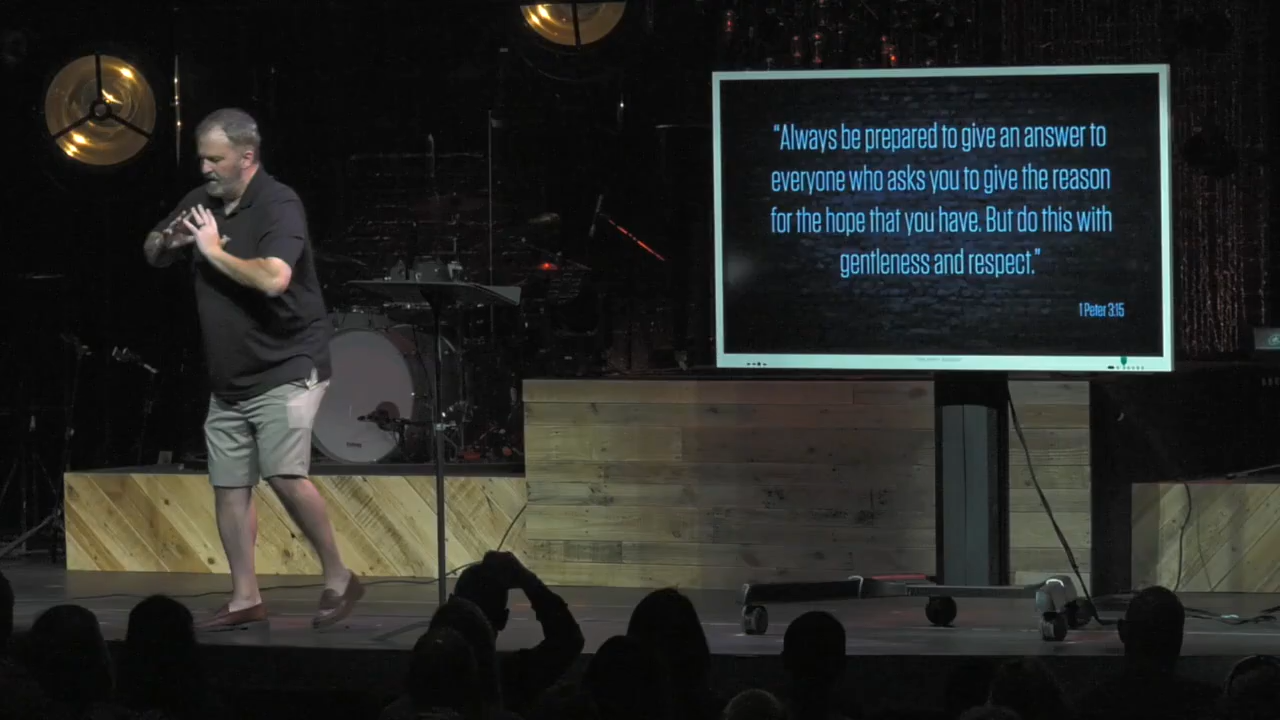 "Always be prepared to give an answer to
everyone who asks you to give the reason
for the hope that you have. But do this with
gentleness and respect."
1 Peter 3:15